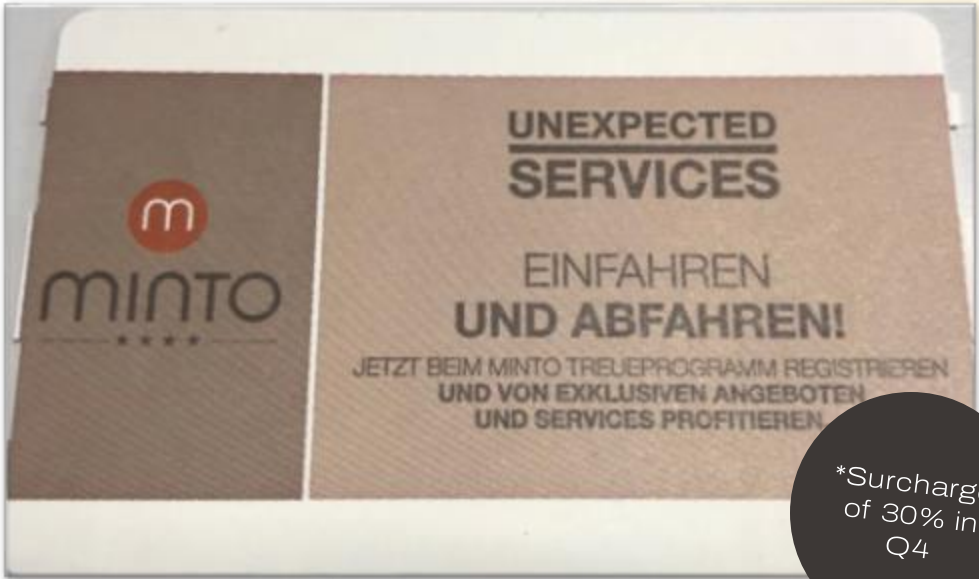 m
MINTO
UNEXPECTED
SERVICES
EINFAHREN
UND ABFAHREN!
JETZT BEIM MINTO TREUEPROGRAMM REGISTRIEREN
UND VON EXKLUSIVEN ANGEBOTEN
UND SERVICES PROFITIEREN.
*Surcharg
of 30% in
Q4